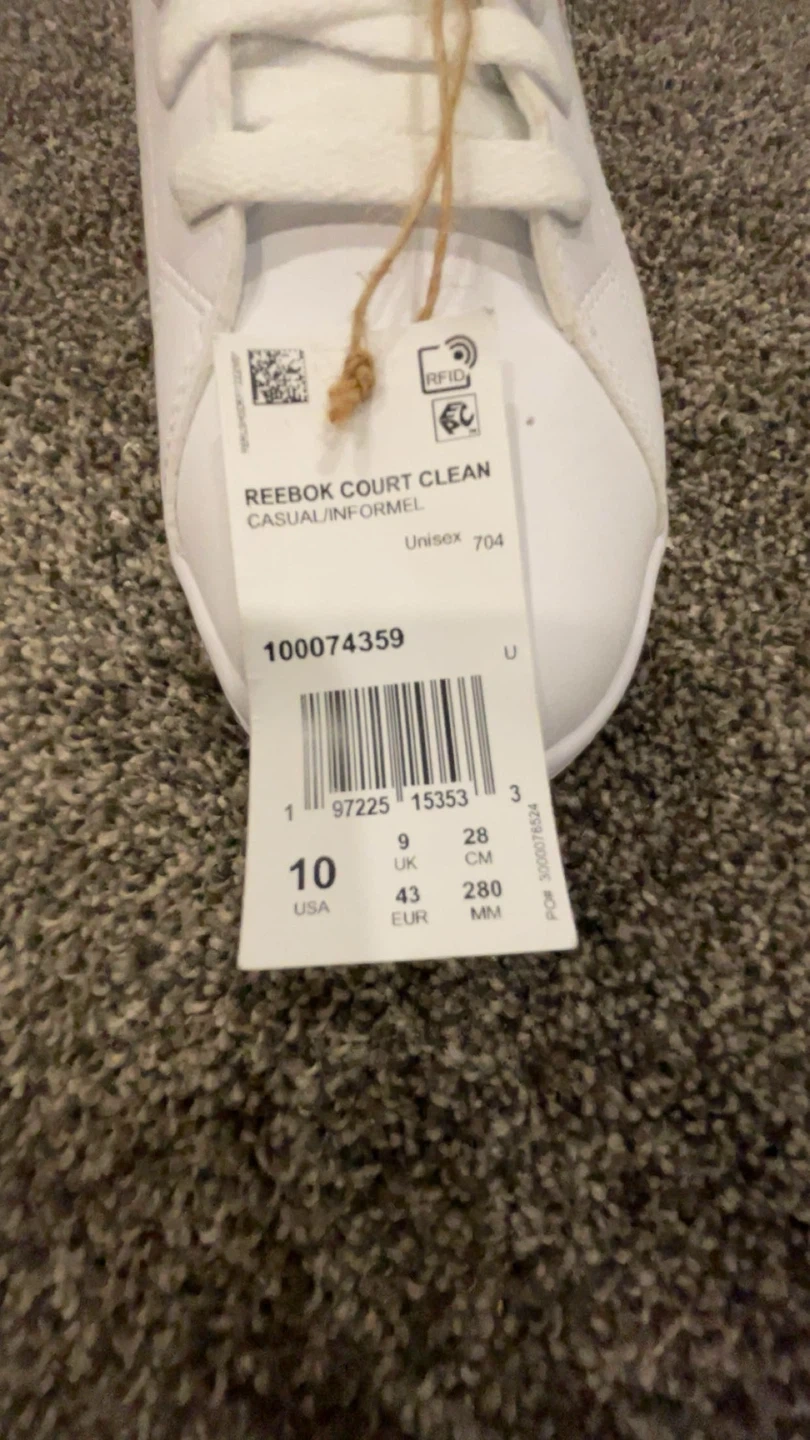 RFID
REEBOK COURT CLEAN
CASUAL/INFORMEL
Unisex 704
100074359
U
1 97225 15353 3
10 USA
9 UK
28 CM
43 EUR
280 MM
PO# 3000076524